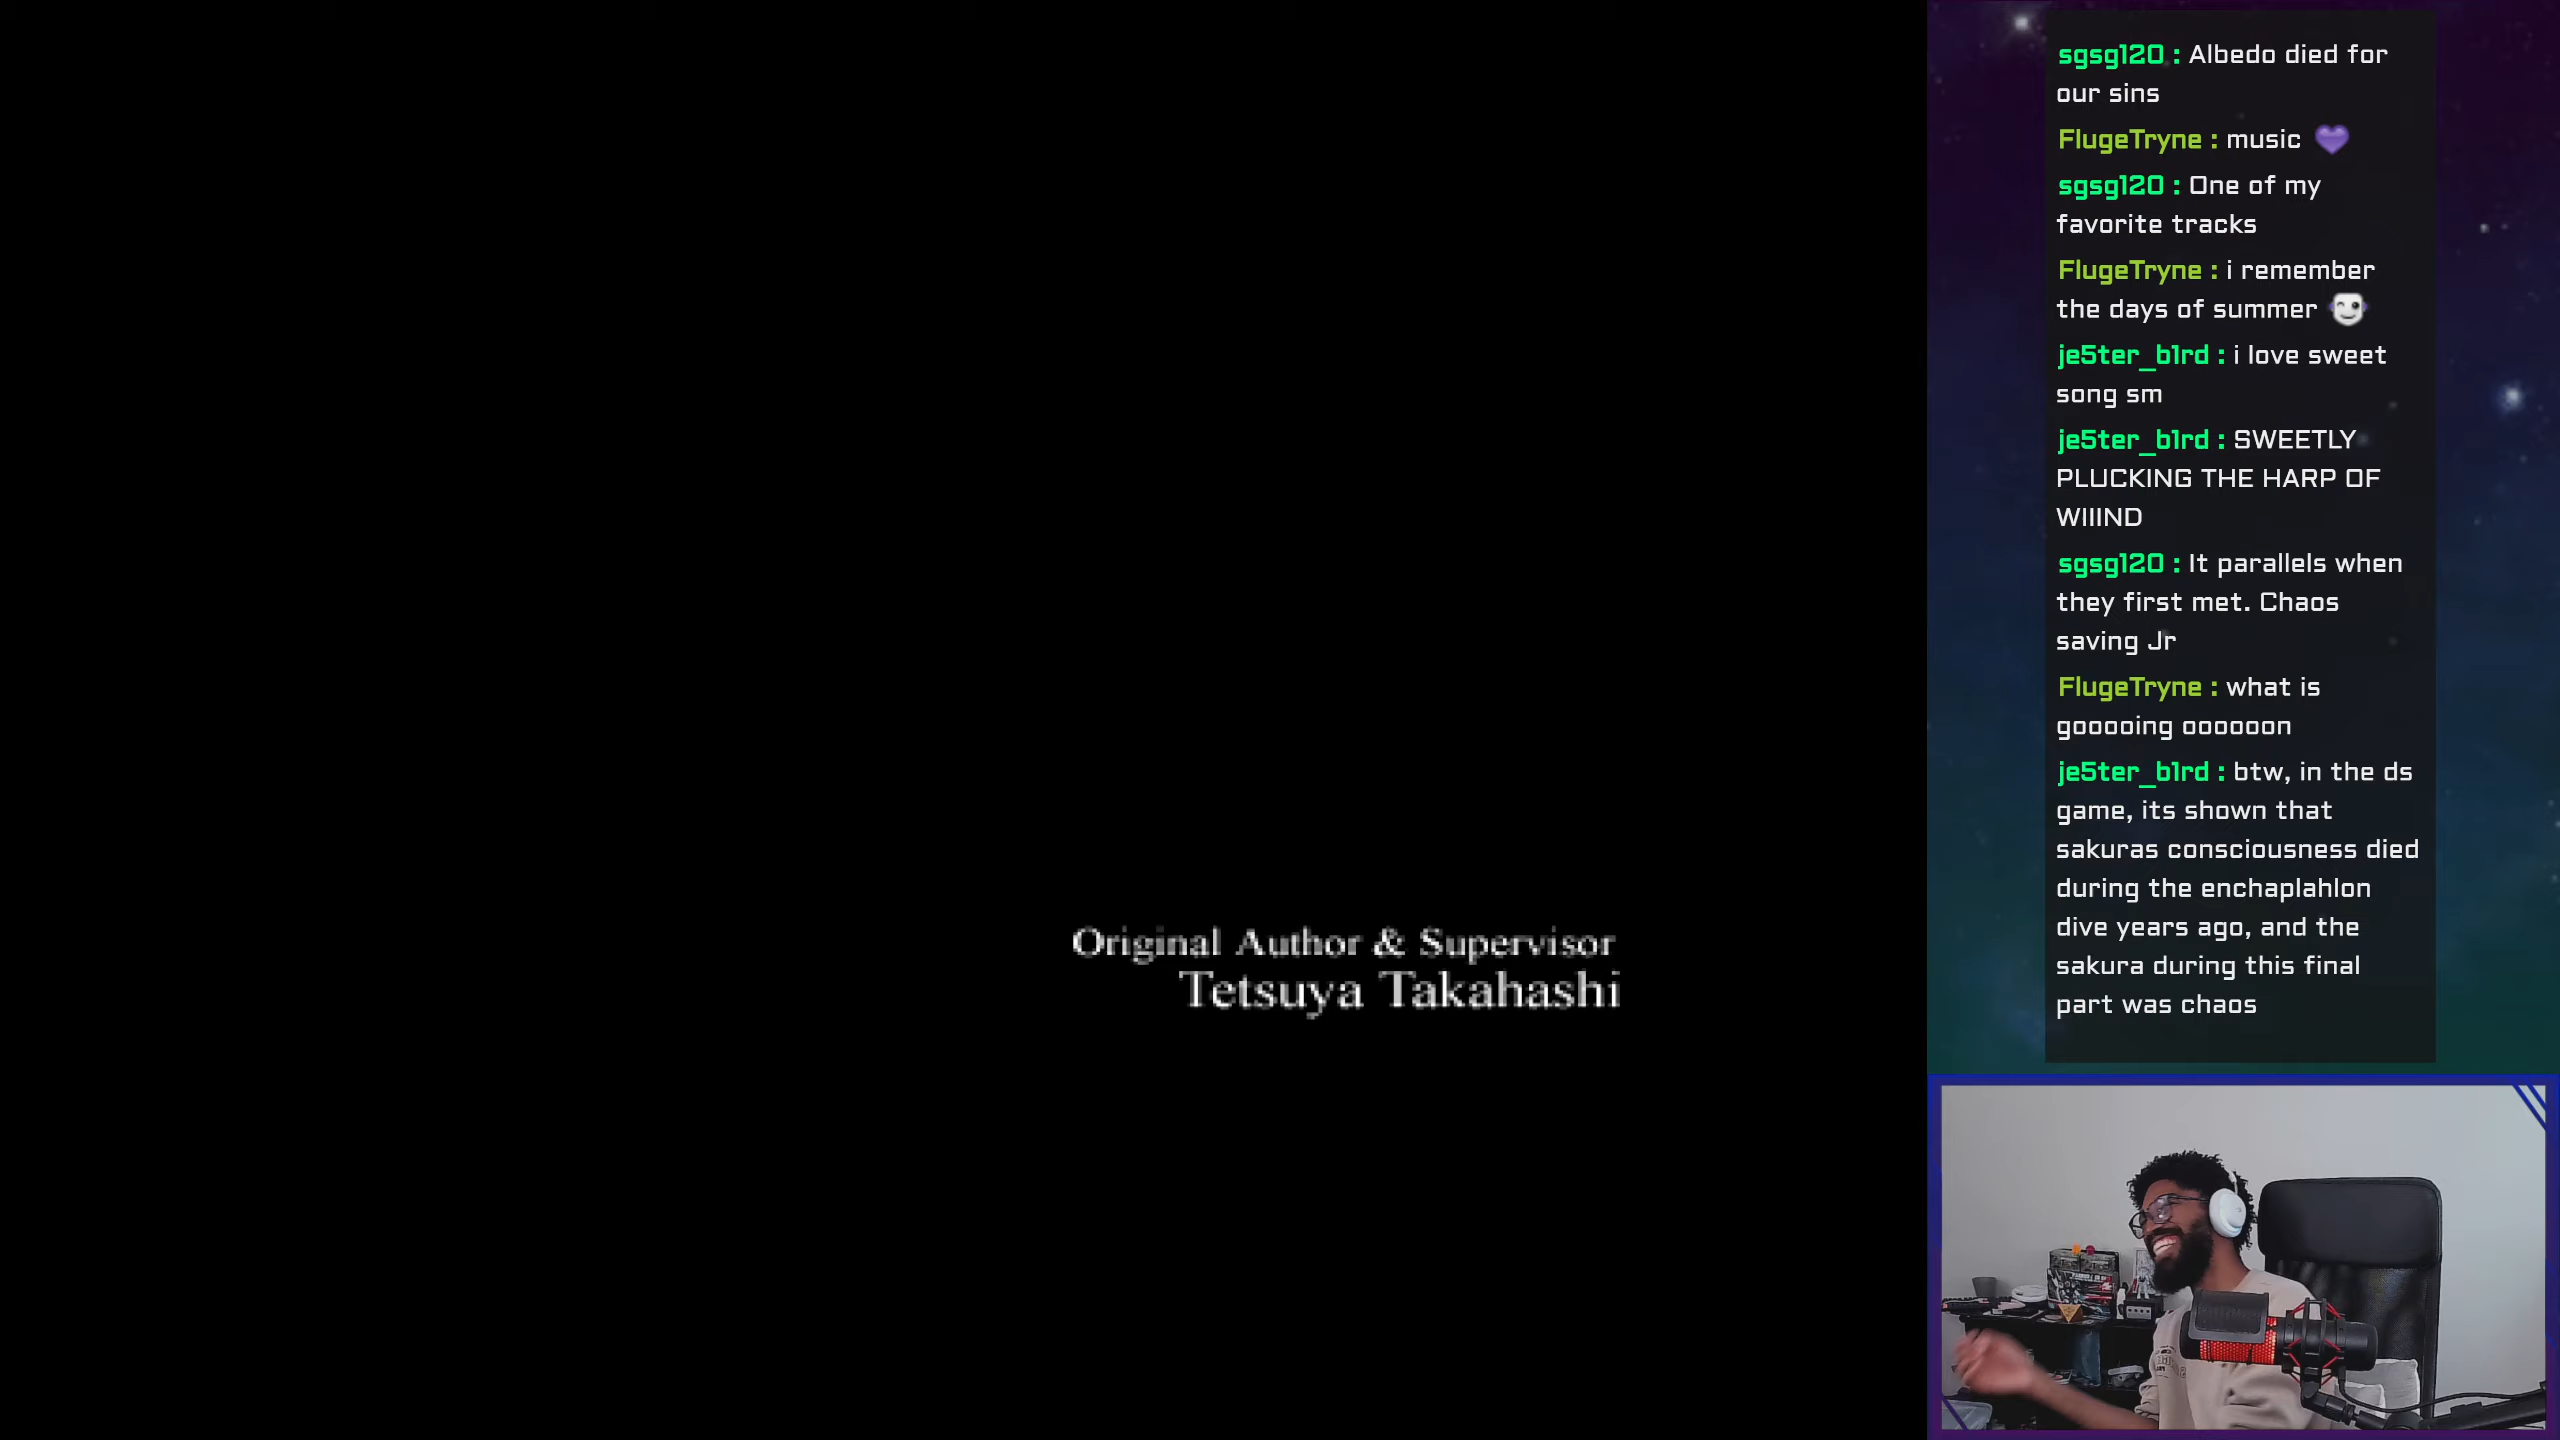 Original Author & Supervisor
Tetsuya Takahashi
sgsg120 : Albedo died for
our sins
FlugeTryne : music
sgsg120 : One of my
favorite tracks
FlugeTryne : i remember
the days of summer
je5ter_b1rd : i love sweet
song sm
je5ter_b1rd : SWEETLY
PLUCKING THE HARP OF
WIIIND
sgsg120 : It parallels when
they first met. Chaos
saving Jr
FlugeTryne : what is
gooooing oooooon
je5ter_b1rd : btw, in the ds
game, its shown that
sakuras consciousness died
during the enchaplahlon
dive years ago, and the
sakura during this final
part was chaos